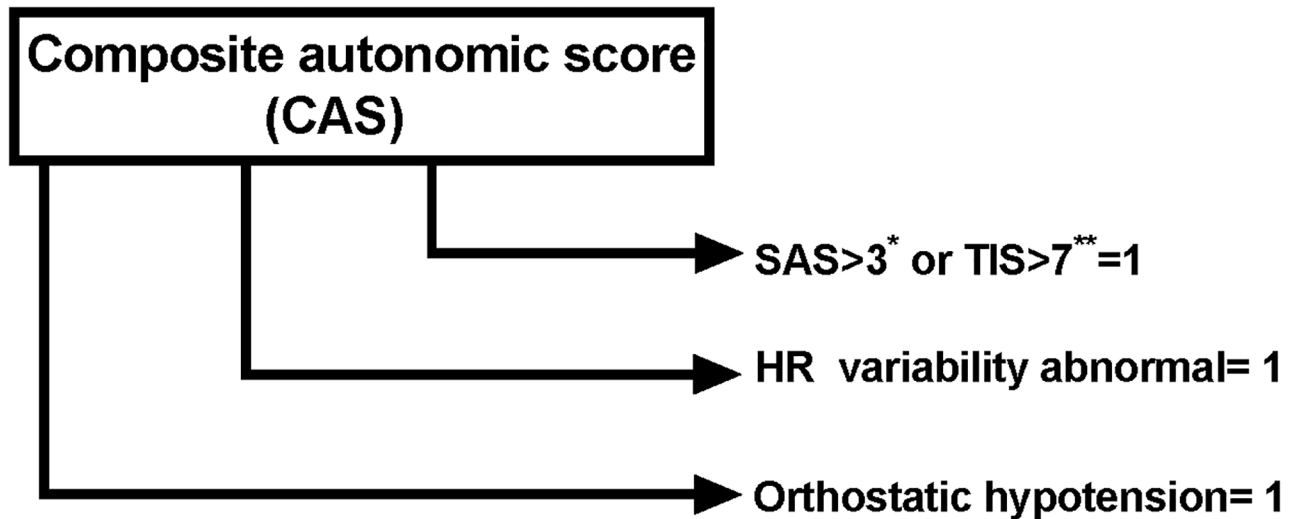 Composite autonomic score
(CAS)
SAS>3* or TIS>7**=1
HR variability abnormal= 1
Orthostatic hypotension= 1